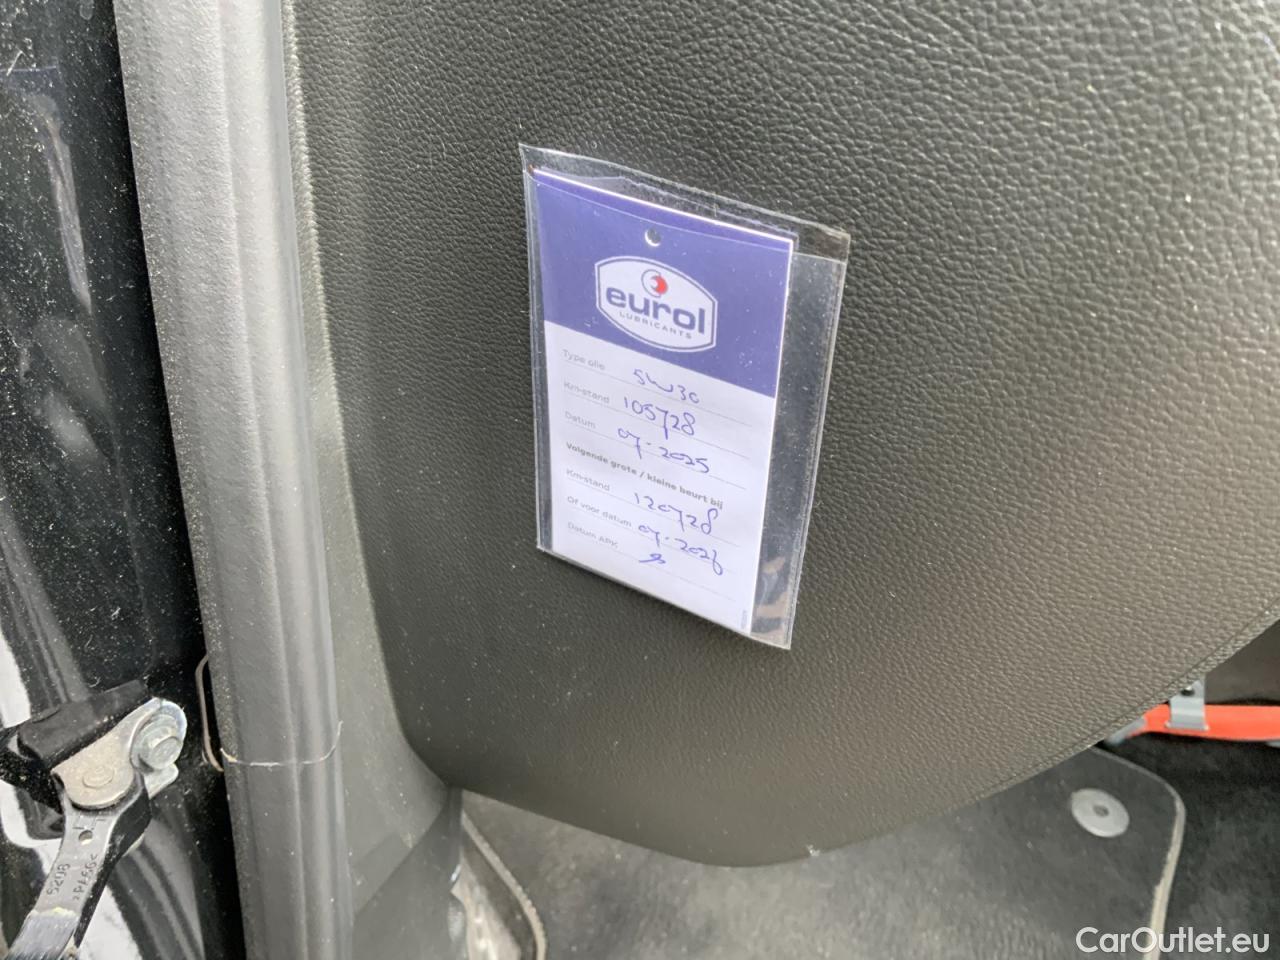 eurol
LUBRICANTS
Type olie 5W30
Km-stand 105728
Datum 07-2025
Volgende grote / kleine beurt bij
Km-stand 120728
Of voor datum 07-2026
Datum APK
>PA66<
CarOutlet.eu